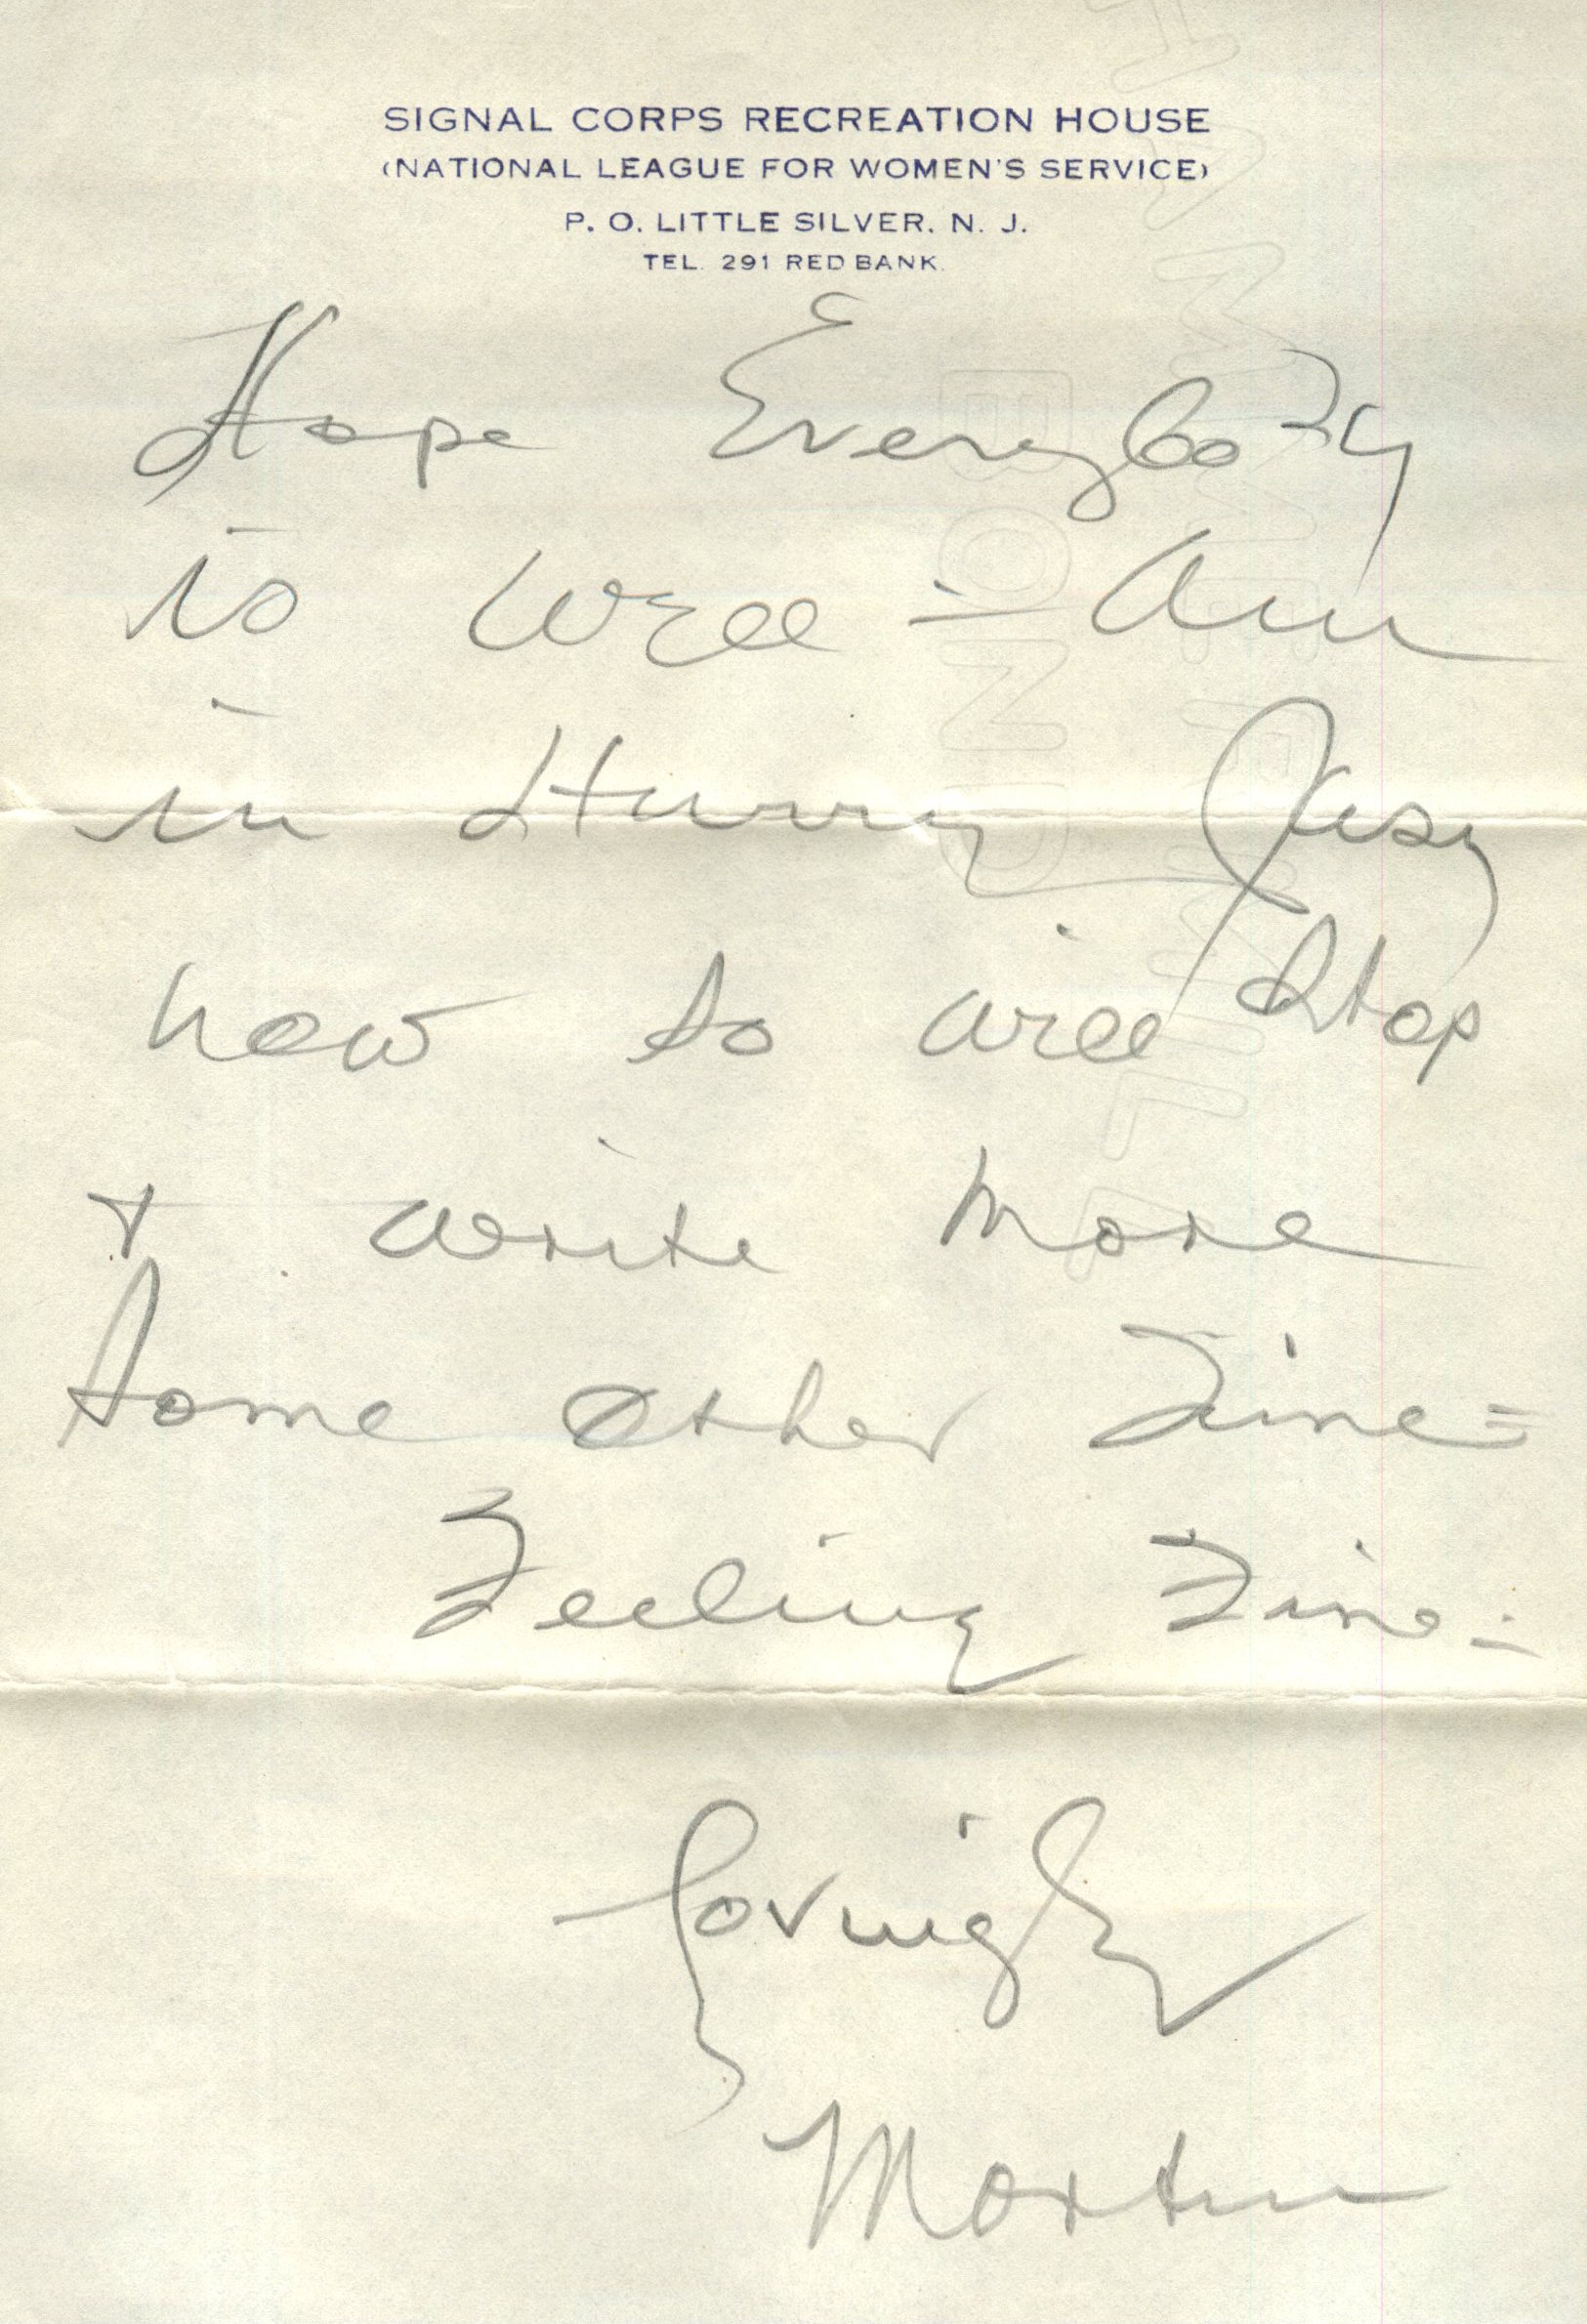 SIGNAL CORPS RECREATION HOUSE
(NATIONAL LEAGUE FOR WOMEN'S SERVICE)
P. O. LITTLE SILVER, N. J.
TEL. 291 RED BANK.
Hope Everybody
is well - Am
in Hurry Just
now so will stop
+ write more
some other Time =
Feeling Fine =
Lovingly
Morton